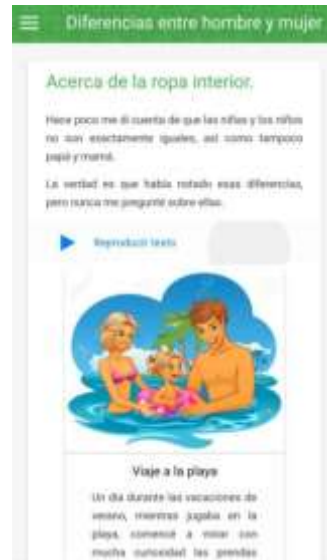 Diferencias entre hombre y mujer
Acerca de la ropa interior.
Hace poco me di cuenta de que las niñas y los niños
no son exactamente iguales, así como tampoco
papá y mamá.
La verdad es que había notado esas diferencias,
pero nunca me pregunté sobre ellas.
Reproducir texto
Viaje a la playa
Un día durante las vacaciones de
verano, mientras jugaba en la
playa, comencé a mirar con
mucha curiosidad las prendas